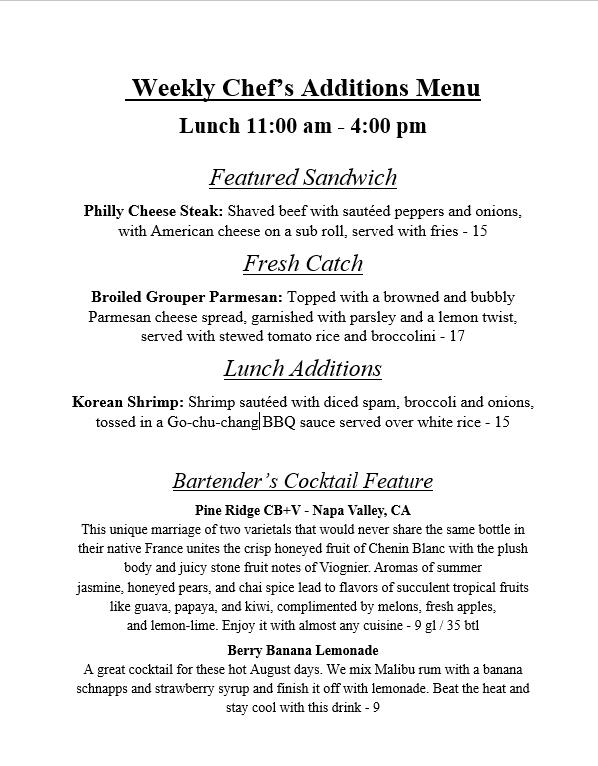 Weekly Chef’s Additions Menu
Lunch 11:00 am - 4:00 pm
Featured Sandwich
Philly Cheese Steak: Shaved beef with sautéed peppers and onions,
with American cheese on a sub roll, served with fries - 15
Fresh Catch
Broiled Grouper Parmesan: Topped with a browned and bubbly
Parmesan cheese spread, garnished with parsley and a lemon twist,
served with stewed tomato rice and broccolini - 17
Lunch Additions
Korean Shrimp: Shrimp sautéed with diced spam, broccoli and onions,
tossed in a Go-chu-chang BBQ sauce served over white rice - 15
Bartender’s Cocktail Feature
Pine Ridge CB+V - Napa Valley, CA
This unique marriage of two varietals that would never share the same bottle in
their native France unites the crisp honeyed fruit of Chenin Blanc with the plush
body and juicy stone fruit notes of Viognier. Aromas of summer
jasmine, honeyed pears, and chai spice lead to flavors of succulent tropical fruits
like guava, papaya, and kiwi, complimented by melons, fresh apples,
and lemon-lime. Enjoy it with almost any cuisine - 9 gl / 35 btl
Berry Banana Lemonade
A great cocktail for these hot August days. We mix Malibu rum with a banana
schnapps and strawberry syrup and finish it off with lemonade. Beat the heat and
stay cool with this drink - 9